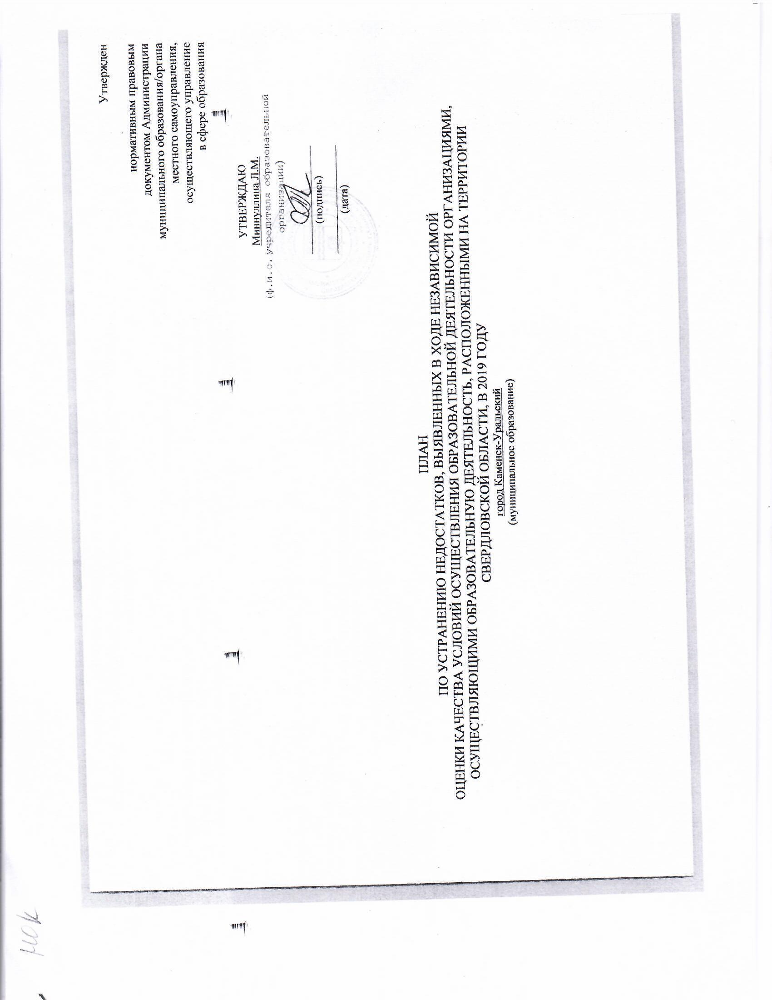 Утвержден
нормативным правовым
документом Администрации
муниципального образования/органа
местного самоуправления,
осуществляющего управление
в сфере образования
УТВЕРЖДАЮ
Миннуллина Л.М.
(ф.и.о. учредителя образовательной
организации)
(подпись)
(дата)
ПЛАН
ПО УСТРАНЕНИЮ НЕДОСТАТКОВ, ВЫЯВЛЕННЫХ В ХОДЕ НЕЗАВИСИМОЙ
ОЦЕНКИ КАЧЕСТВА УСЛОВИЙ ОСУЩЕСТВЛЕНИЯ ОБРАЗОВАТЕЛЬНОЙ ДЕЯТЕЛЬНОСТИ ОРГАНИЗАЦИЯМИ,
ОСУЩЕСТВЛЯЮЩИМИ ОБРАЗОВАТЕЛЬНУЮ ДЕЯТЕЛЬНОСТЬ, РАСПОЛОЖЕННЫМИ НА ТЕРРИТОРИИ
СВЕРДЛОВСКОЙ ОБЛАСТИ, В 2019 ГОДУ
город Каменск-Уральский
(муниципальное образование)
НОК